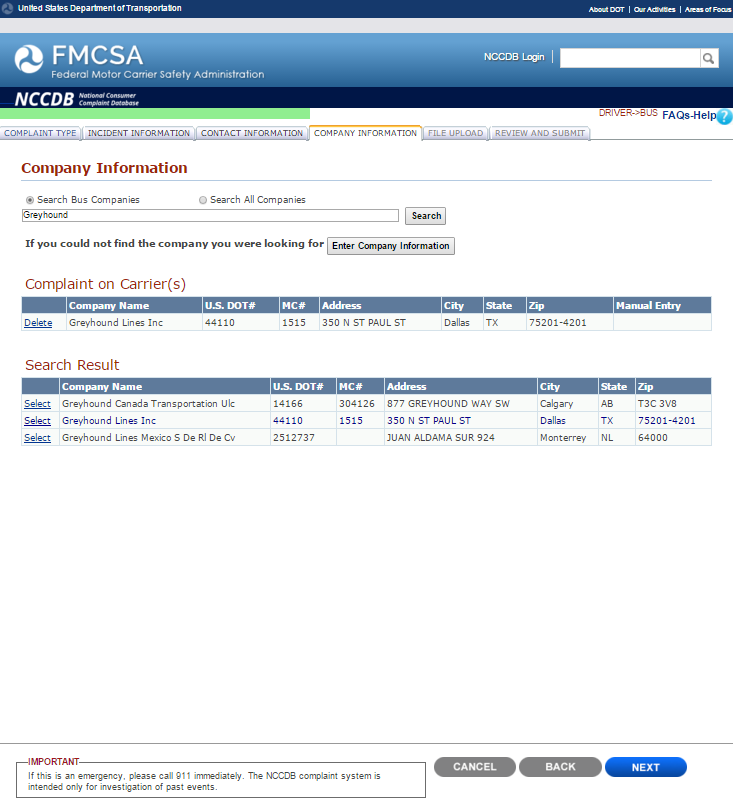 United States Department of Transportation
About DOT | Our Activities | Areas of Focus
FMCSA
Federal Motor Carrier Safety Administration
NCCDB Login |
NCCDB National Consumer
Complaint Database
DRIVER->BUS FAQs-Help ?
COMPLAINT TYPE INCIDENT INFORMATION CONTACT INFORMATION COMPANY INFORMATION FILE UPLOAD REVIEW AND SUBMIT
Company Information
Search Bus Companies Search All Companies
Greyhound Search
If you could not find the company you were looking for Enter Company Information
Complaint on Carrier(s)
Company Name U.S. DOT# MC# Address City State Zip Manual Entry
Delete Greyhound Lines Inc 44110 1515 350 N ST PAUL ST Dallas TX 75201-4201
Search Result
Company Name U.S. DOT# MC# Address City State Zip
Select Greyhound Canada Transportation Ulc 14166 304126 877 GREYHOUND WAY SW Calgary AB T3C 3V8
Select Greyhound Lines Inc 44110 1515 350 N ST PAUL ST Dallas TX 75201-4201
Select Greyhound Lines Mexico S De Rl De Cv 2512737 JUAN ALDAMA SUR 924 Monterrey NL 64000
IMPORTANT
If this is an emergency, please call 911 immediately. The NCCDB complaint system is
intended only for investigation of past events.
CANCEL BACK NEXT